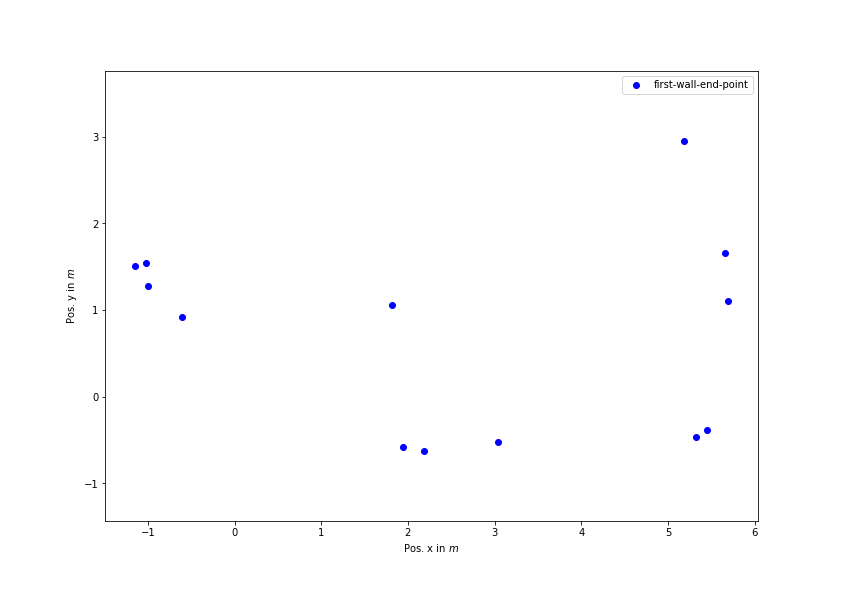 first-wall-end-point
3
2
1
0
−1
Pos. y in m
−1 0 1 2 3 4 5 6
Pos. x in m